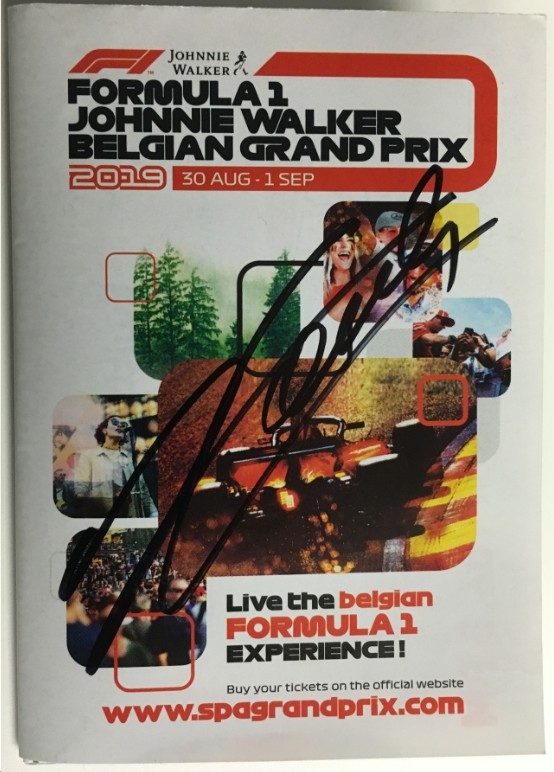 JOHNNIE
WALKER
FORMULA 1
JOHNNIE WALKER
BELGIAN GRAND PRIX
2019 30 AUG - 1 SEP
Live the belgian
FORMULA 1
EXPERIENCE!
Buy your tickets on the official website
www.spagrandprix.com